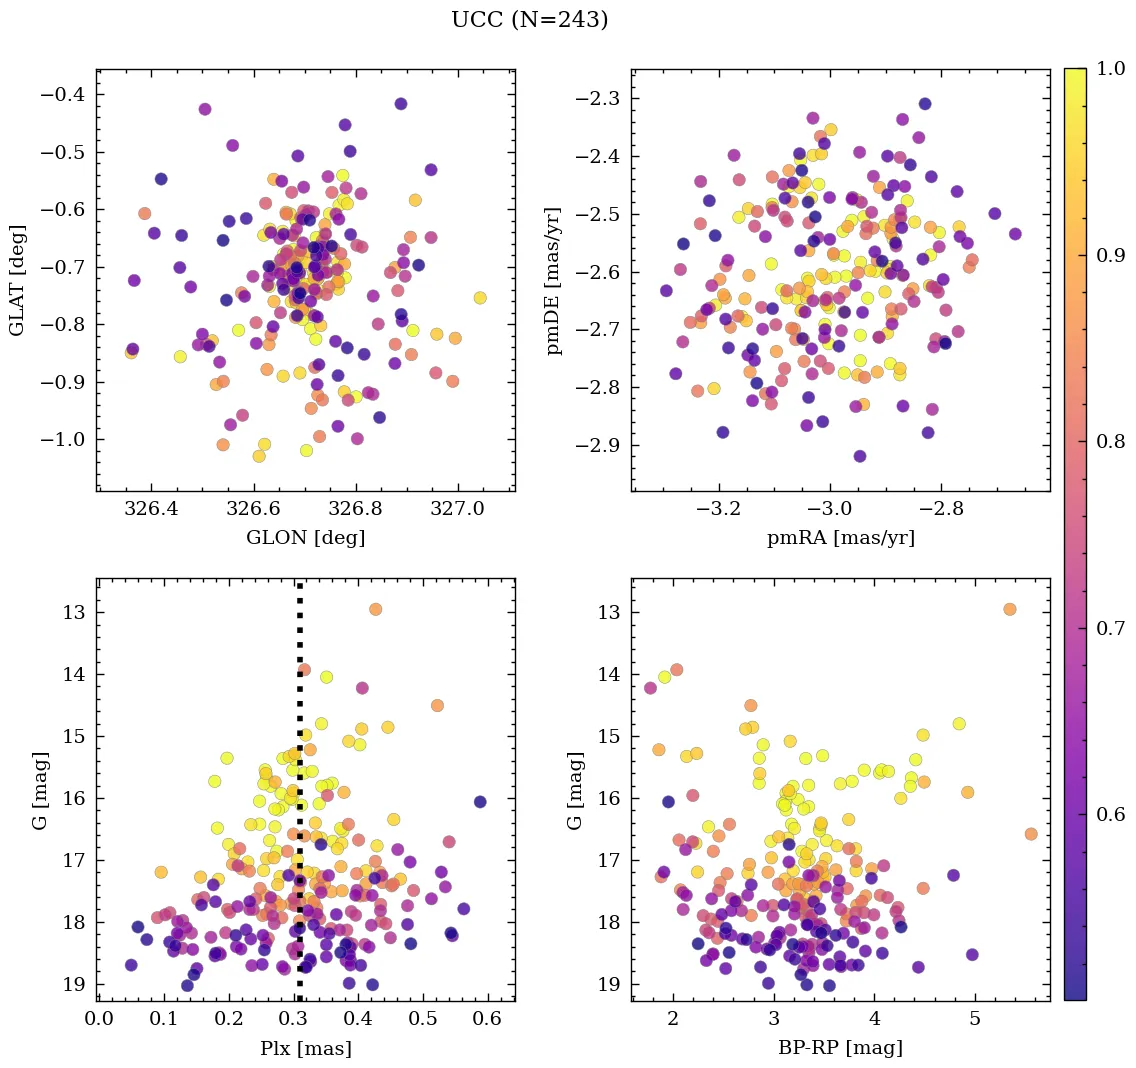 UCC (N=243)
−0.4
−0.5
−0.6
−0.7
−0.8
−0.9
−1.0
GLAT [deg]
326.4 326.6 326.8 327.0
GLON [deg]
−2.3
−2.4
−2.5
−2.6
−2.7
−2.8
−2.9
pmDE [mas/yr]
−3.2 −3.0 −2.8
pmRA [mas/yr]
1.0
0.9
0.8
0.7
0.6
13
14
15
16
17
18
19
G [mag]
0.0 0.1 0.2 0.3 0.4 0.5 0.6
Plx [mas]
13
14
15
16
17
18
19
G [mag]
2 3 4 5
BP-RP [mag]